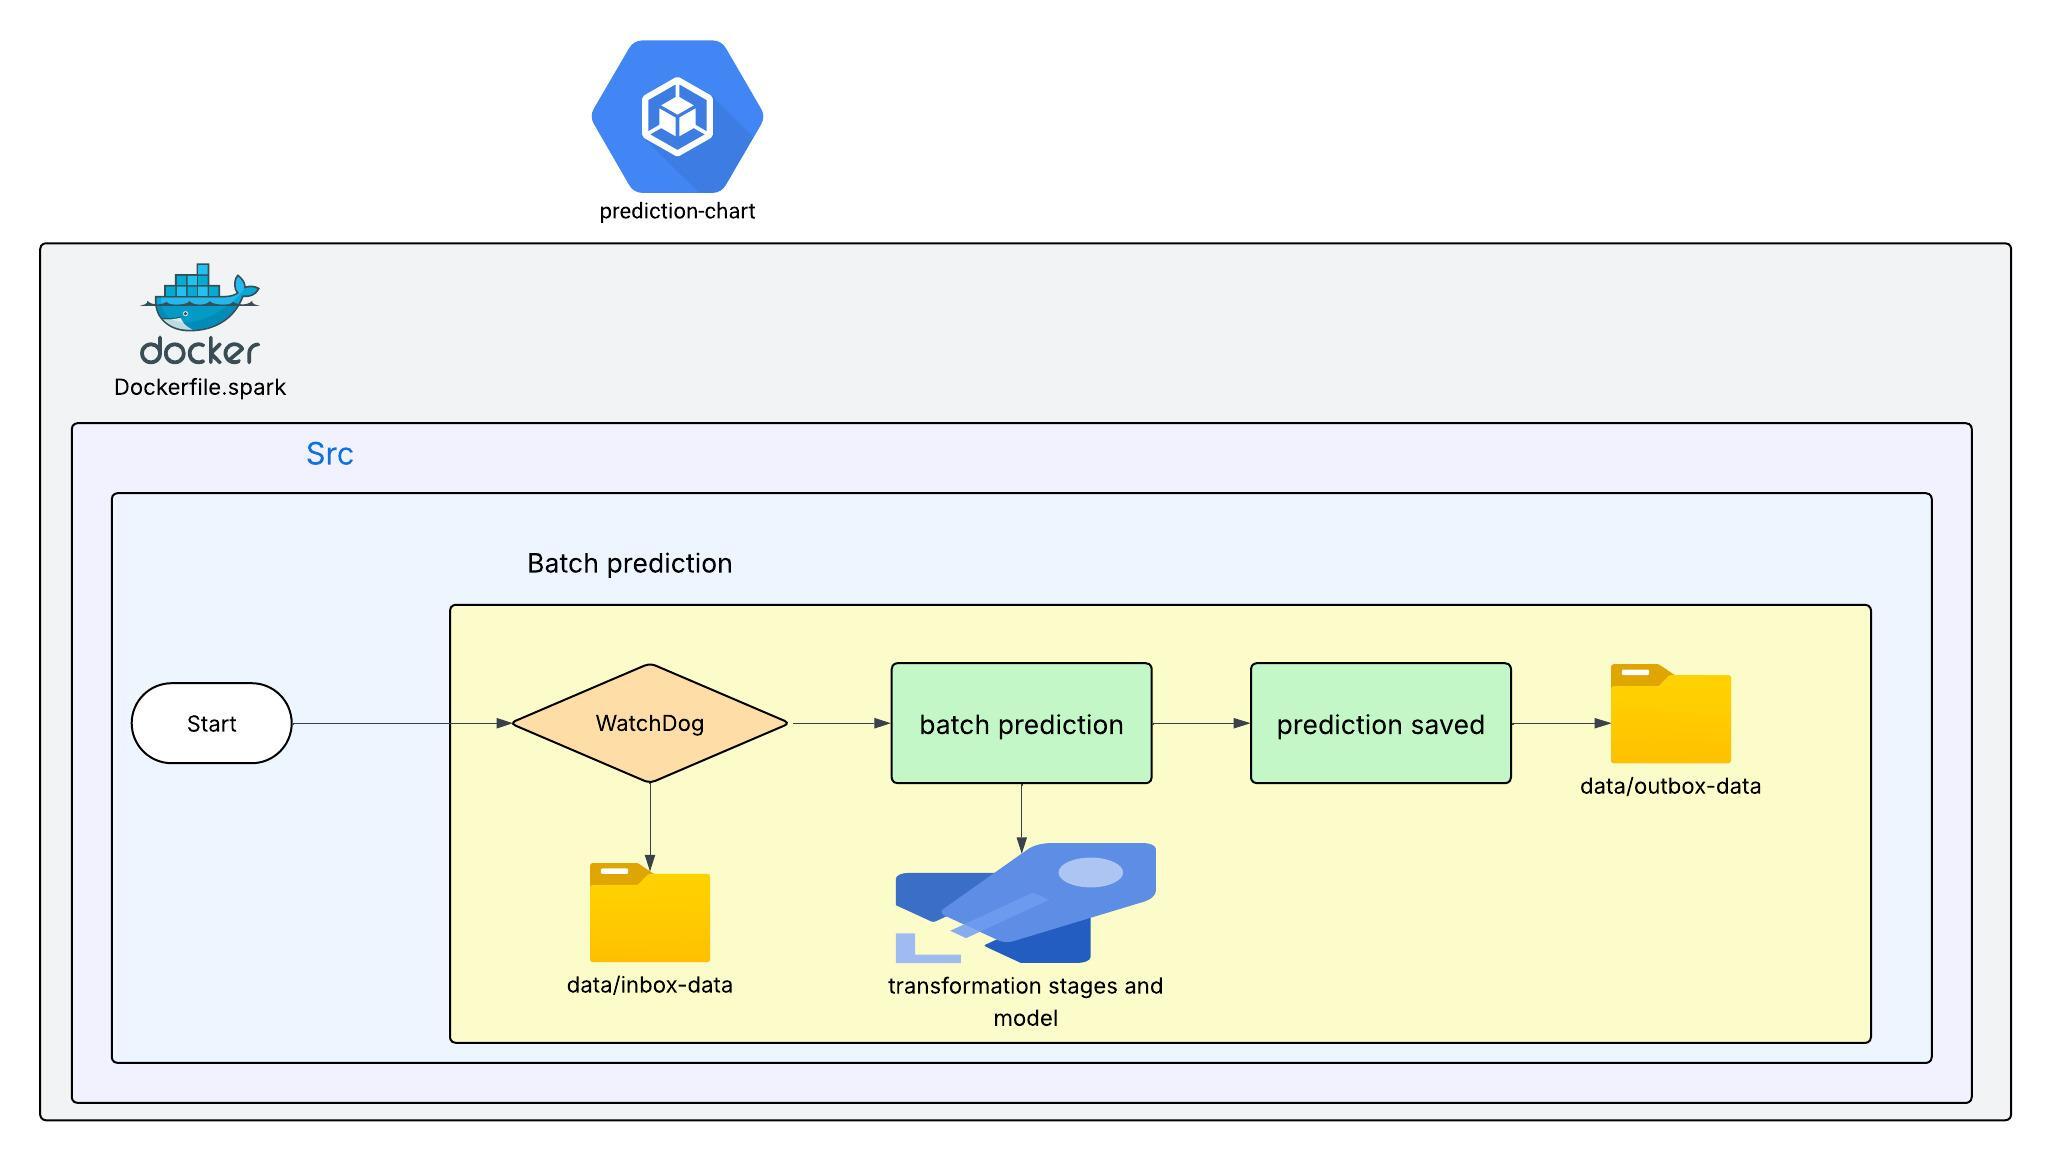 prediction-chart
docker
Dockerfile.spark
Src
Batch prediction
Start
WatchDog
batch prediction
prediction saved
data/outbox-data
data/inbox-data
transformation stages and
model